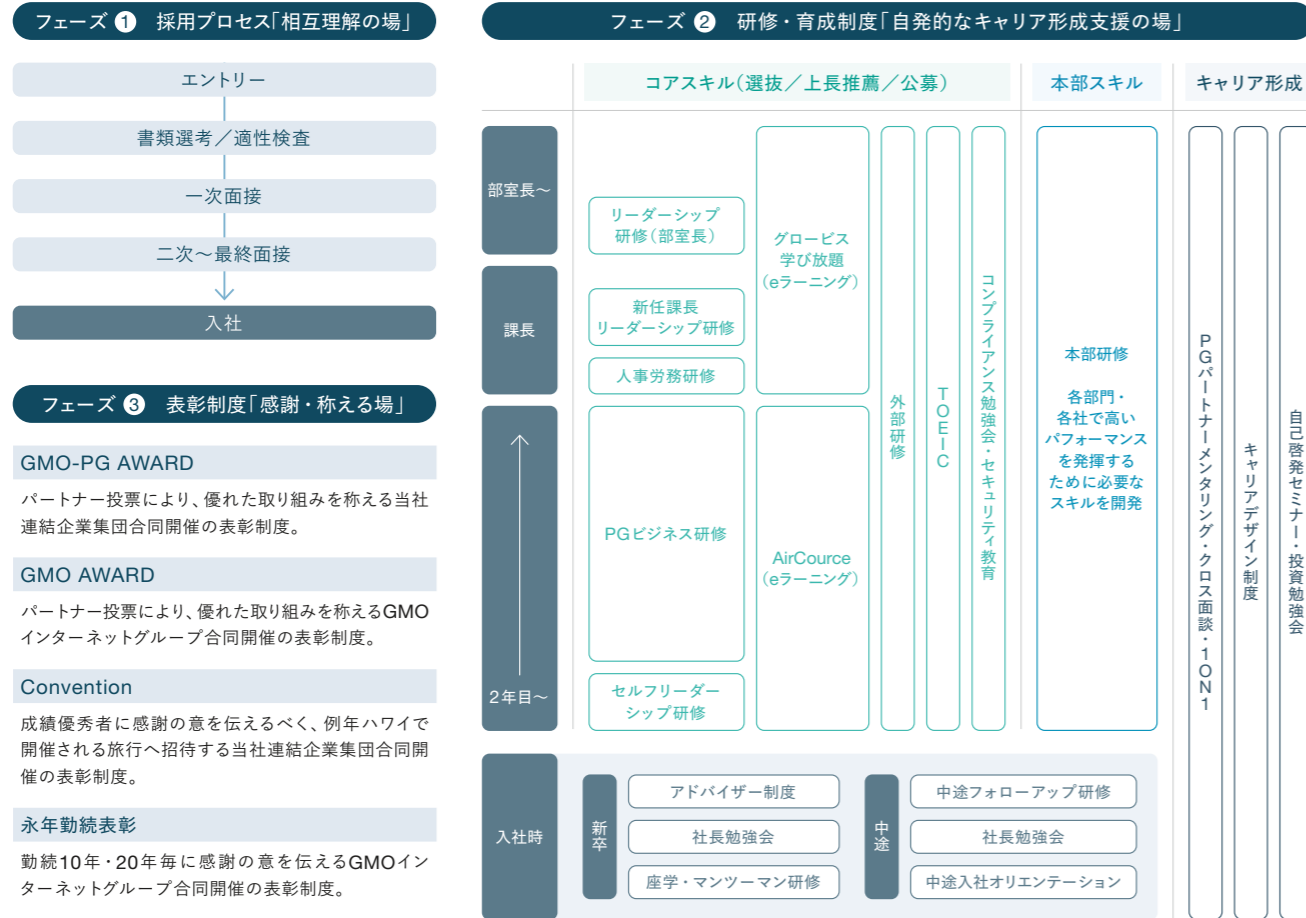 フェーズ ❶ 採用プロセス「相互理解の場」
エントリー
書類選考／適性検査
一次面接
二次〜最終面接
入社
フェーズ ❸ 表彰制度「感謝・称える場」
GMO-PG AWARD
パートナー投票により、優れた取り組みを称える当社
連結企業集団合同開催の表彰制度。
GMO AWARD
パートナー投票により、優れた取り組みを称えるGMO
インターネットグループ合同開催の表彰制度。
Convention
成績優秀者に感謝の意を伝えるべく、例年ハワイで
開催される旅行へ招待する当社連結企業集団合同開
催の表彰制度。
永年勤続表彰
勤続10年・20年毎に感謝の意を伝えるGMOイン
ターネットグループ合同開催の表彰制度。
フェーズ ❷ 研修・育成制度「自発的なキャリア形成支援の場」
コアスキル（選抜／上長推薦／公募）
本部スキル
キャリア形成
部室長〜
リーダーシップ
研修（部室長）
課長
新任課長
リーダーシップ研修
人事労務研修
2年目〜
PGビジネス研修
セルフリーダー
シップ研修
グロービス
学び放題
（eラーニング）
AirCource
（eラーニング）
外部研修
TOEIC
コンプライアンス勉強会・セキュリティ教育
本部研修
各部門・
各社で高い
パフォーマンス
を発揮する
ために必要な
スキルを開発
PGパートナーメンタリング・クロス面談・1ON1
キャリアデザイン制度
自己啓発セミナー・投資勉強会
入社時
新卒
アドバイザー制度
社長勉強会
座学・マンツーマン研修
中途
中途フォローアップ研修
社長勉強会
中途入社オリエンテーション